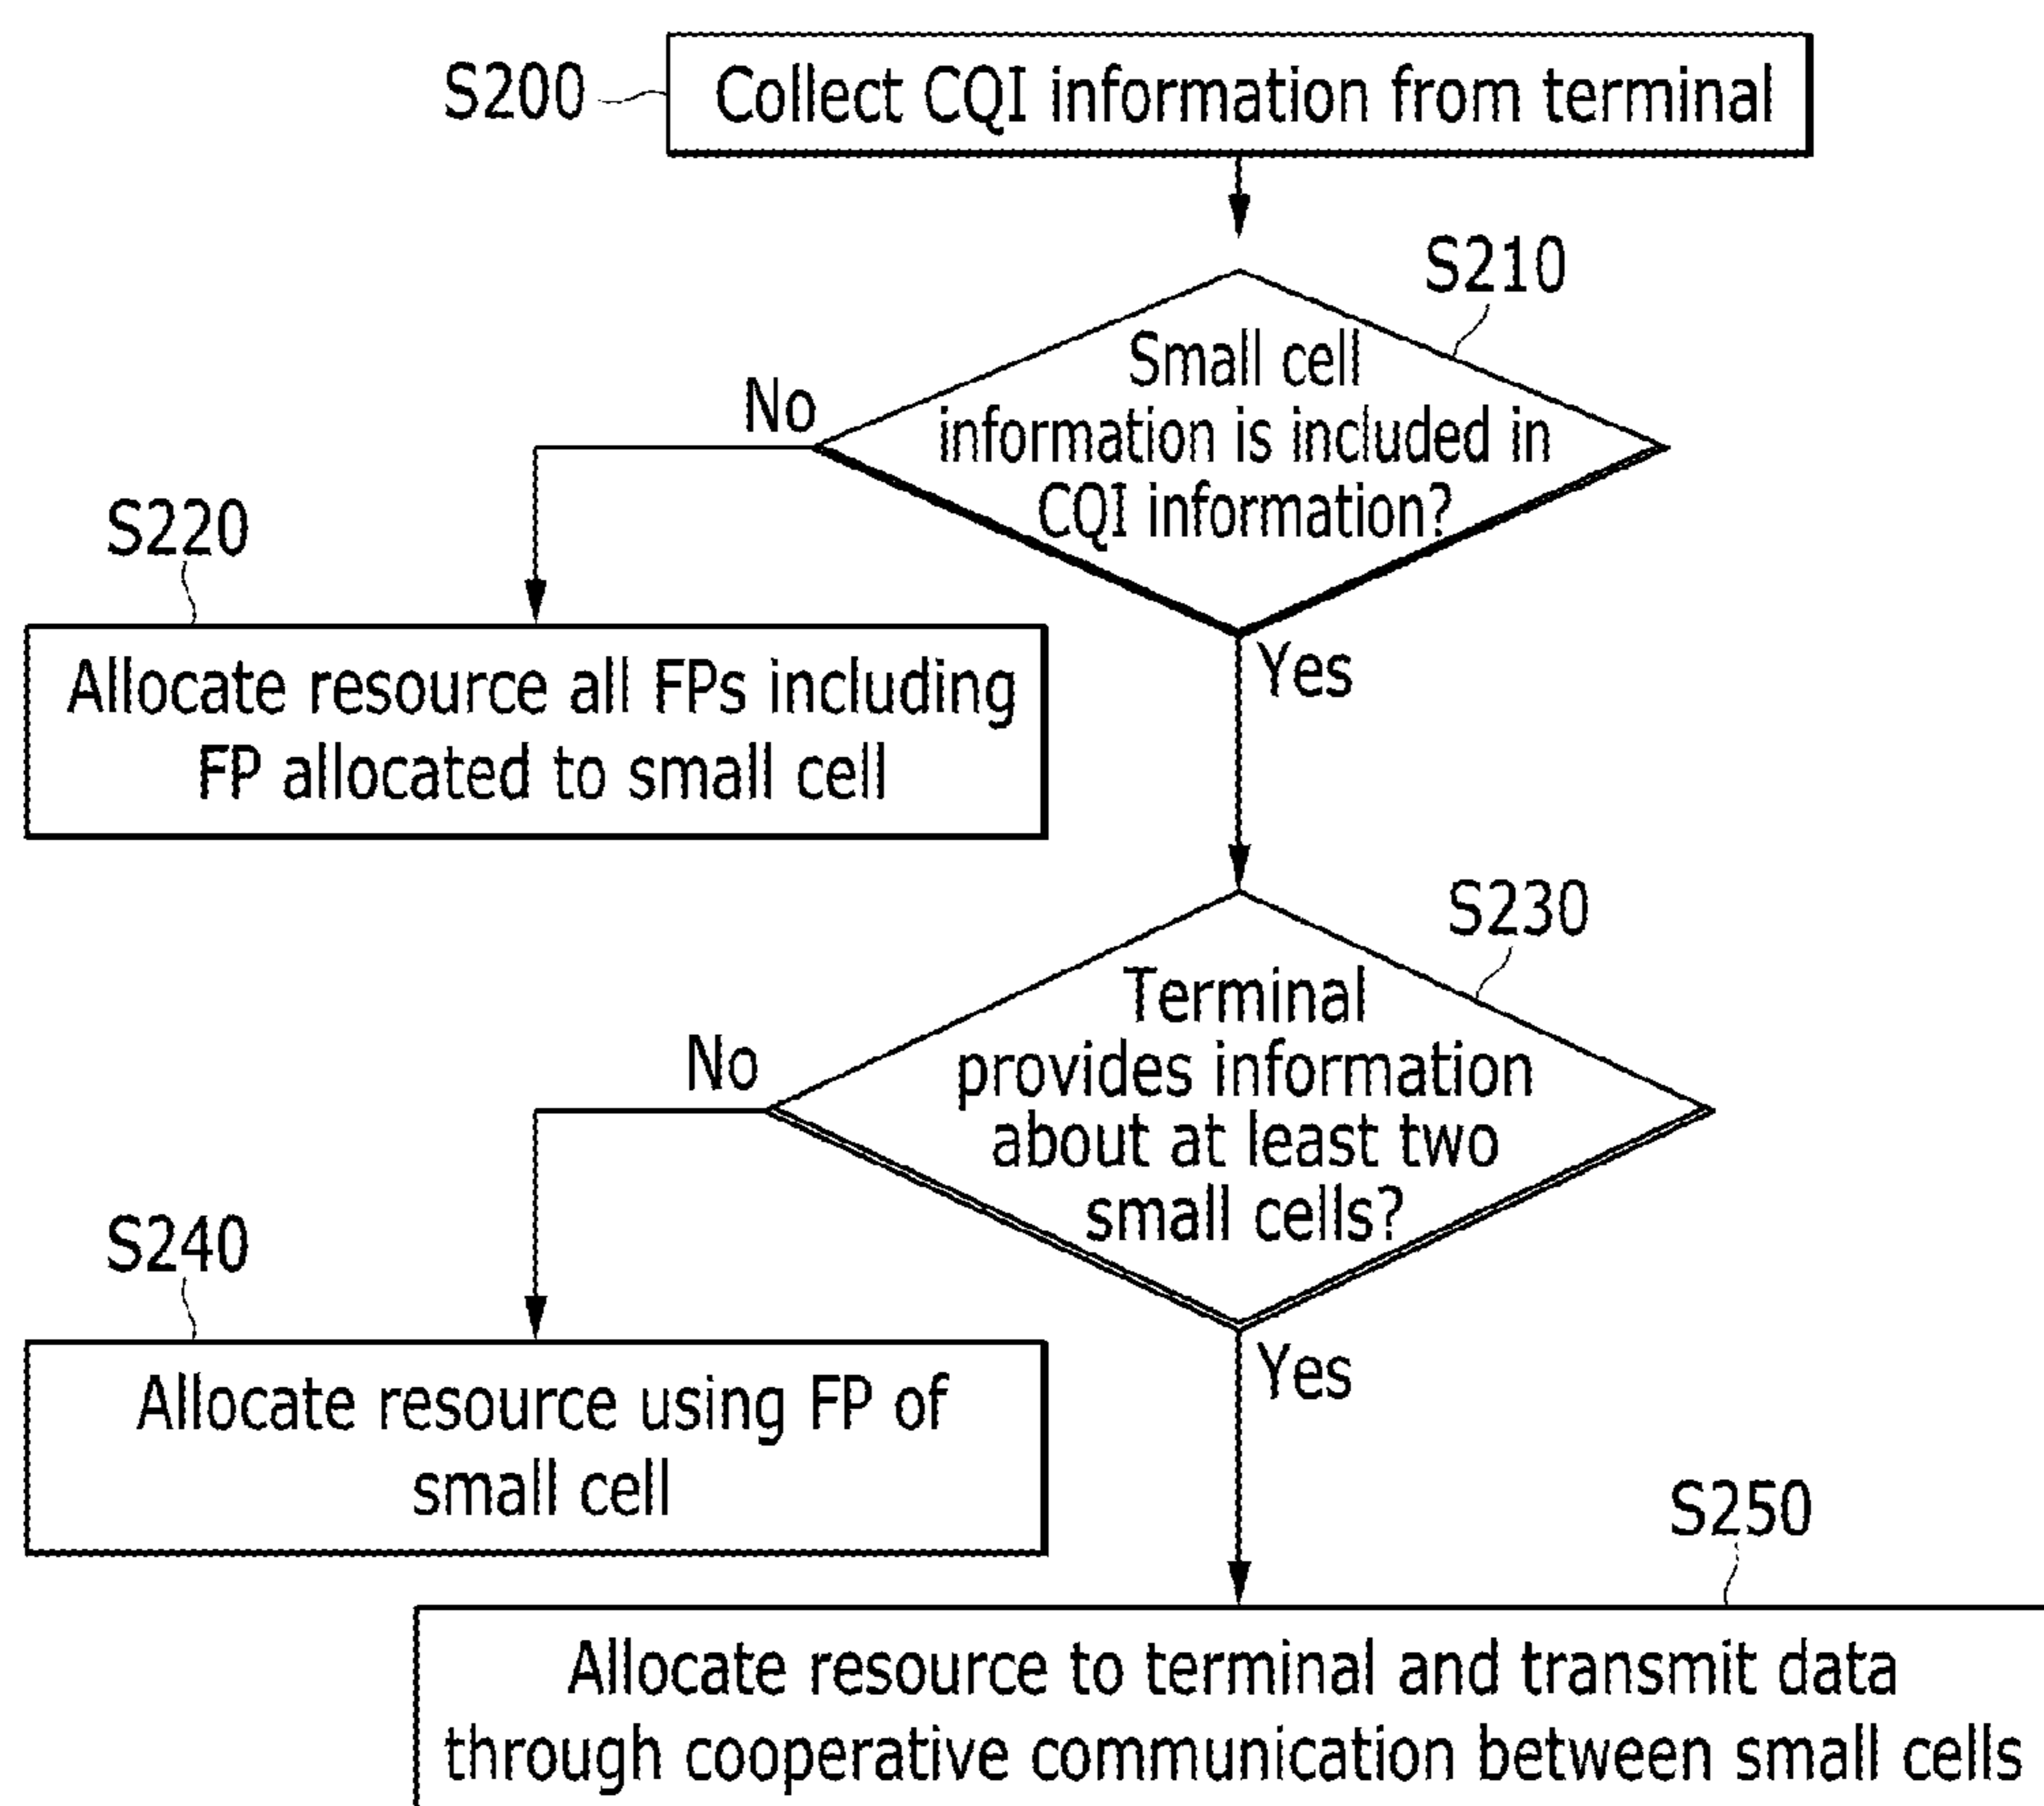 S200
Collect CQI information from terminal
S210
Small cell
information is included in
CQI information?
No
Yes
S220
Allocate resource all FPs including
FP allocated to small cell
S230
Terminal
provides information
about at least two
small cells?
No
Yes
S240
Allocate resource using FP of
small cell
S250
Allocate resource to terminal and transmit data
through cooperative communication between small cells